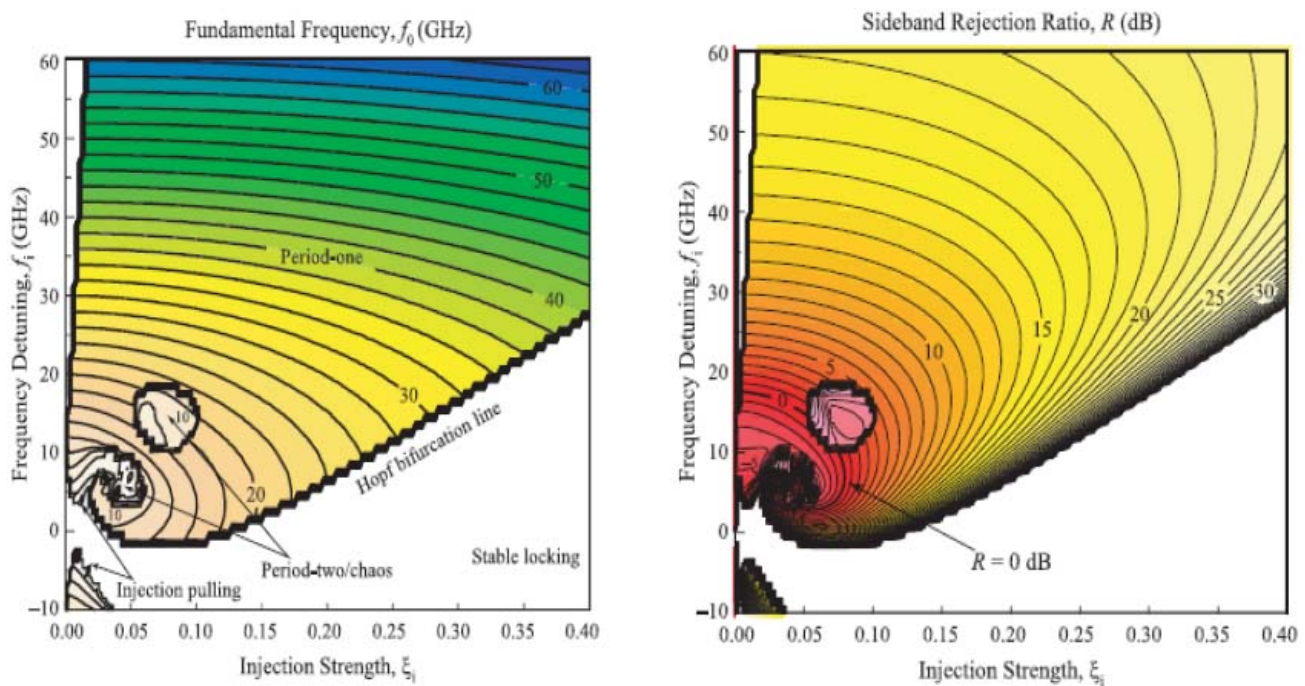 Fundamental Frequency, f₀ (GHz)
60
50
40
30
20
10
0
−10
Frequency Detuning, fᵢ (GHz)
60
50
Period-one
40
30
10
20
10
Hopf bifurcation line
Stable locking
Period-two/chaos
Injection pulling
0.00 0.05 0.10 0.15 0.20 0.25 0.30 0.35 0.40
Injection Strength, ξᵢ
Sideband Rejection Ratio, R (dB)
60
50
40
30
20
10
0
−10
Frequency Detuning, fᵢ (GHz)
30
25
20
15
10
5
0
R = 0 dB
0.00 0.05 0.10 0.15 0.20 0.25 0.30 0.35 0.40
Injection Strength, ξᵢ